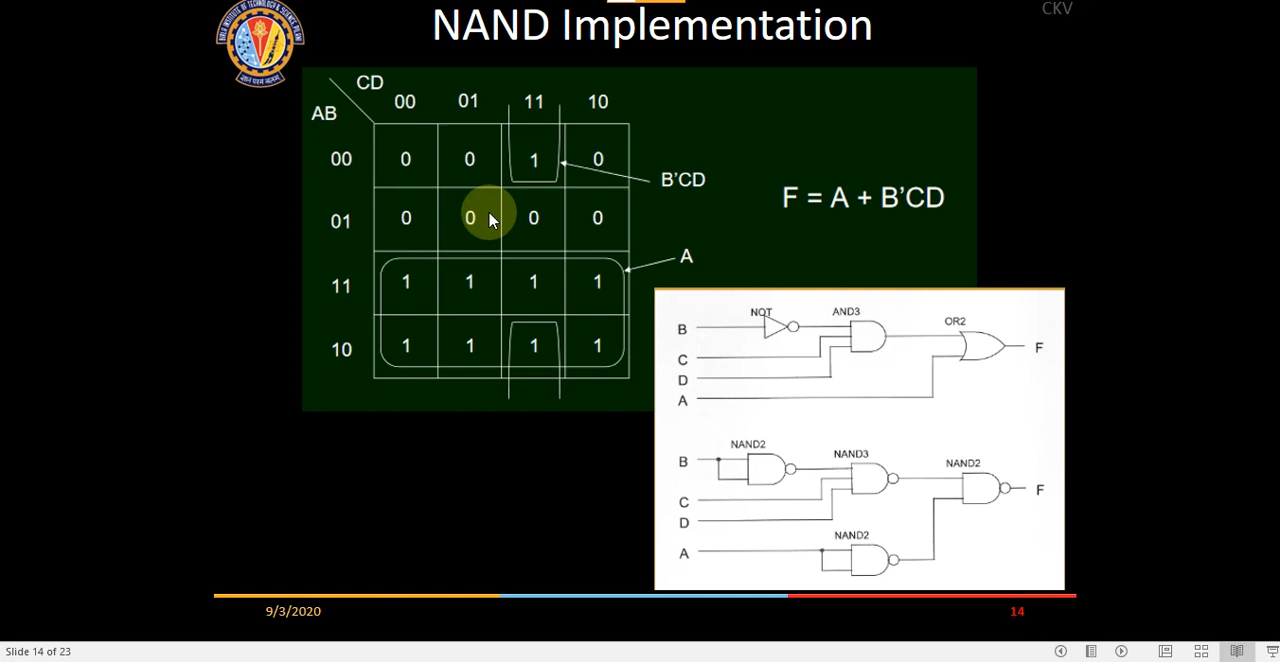 CKV
NAND Implementation
CD
AB
00 01 11 10
00 0 0 1 0
01 0 0 0 0
11 1 1 1 1
10 1 1 1 1
B’CD
A
F = A + B’CD
NOT AND3 OR2
B
C
D
A
F
NAND2 NAND3 NAND2
B
C
D
NAND2
A
F
9/3/2020
14
Slide 14 of 23